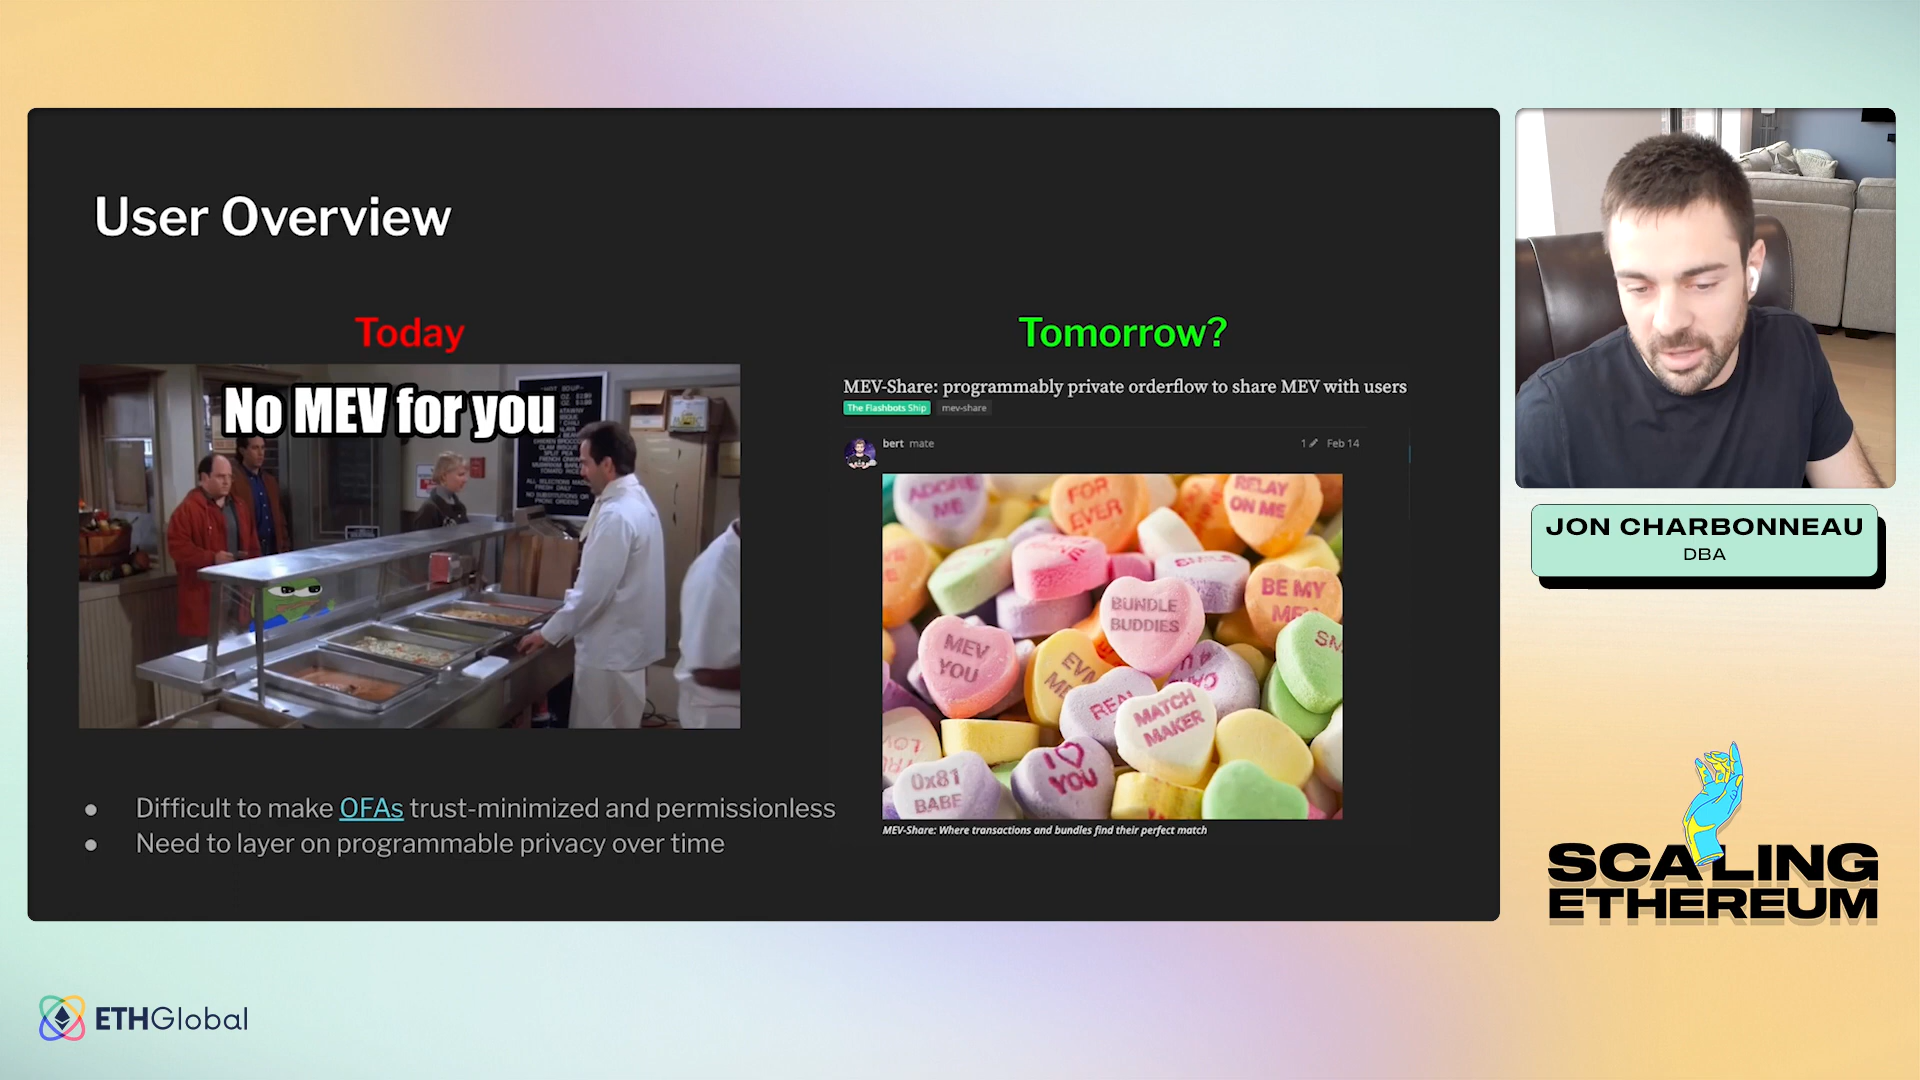 User Overview
Today
No MEV for you
Tomorrow?
MEV-Share: programmably private orderflow to share MEV with users
The Flashbots Ship mev-share
bert mate
1 Feb 14
ADORE
ME
FOR
EVER
RELAY
ON ME
BE MY
BUNDLE
BUDDIES
MEV
YOU
MATCH
MAKER
I
YOU
0x81
BABE
MEV-Share: Where transactions and bundles find their perfect match
● Difficult to make OFAs trust-minimized and permissionless
● Need to layer on programmable privacy over time
JON CHARBONNEAU
DBA
SCALING
ETHEREUM
ETHGlobal